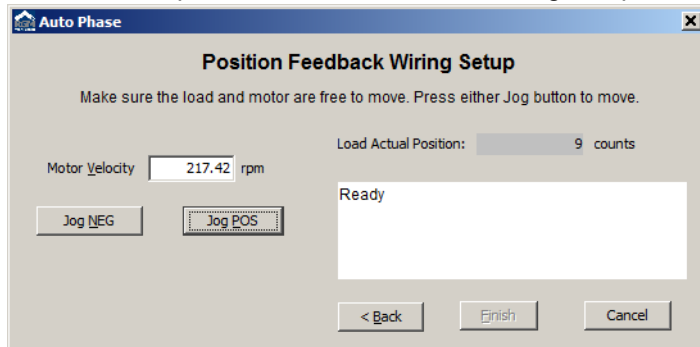 Auto Phase
Position Feedback Wiring Setup
Make sure the load and motor are free to move. Press either Jog button to move.
Load Actual Position: 9 counts
Motor Velocity 217.42 rpm
Ready
Jog NEG Jog POS
< Back Finish Cancel